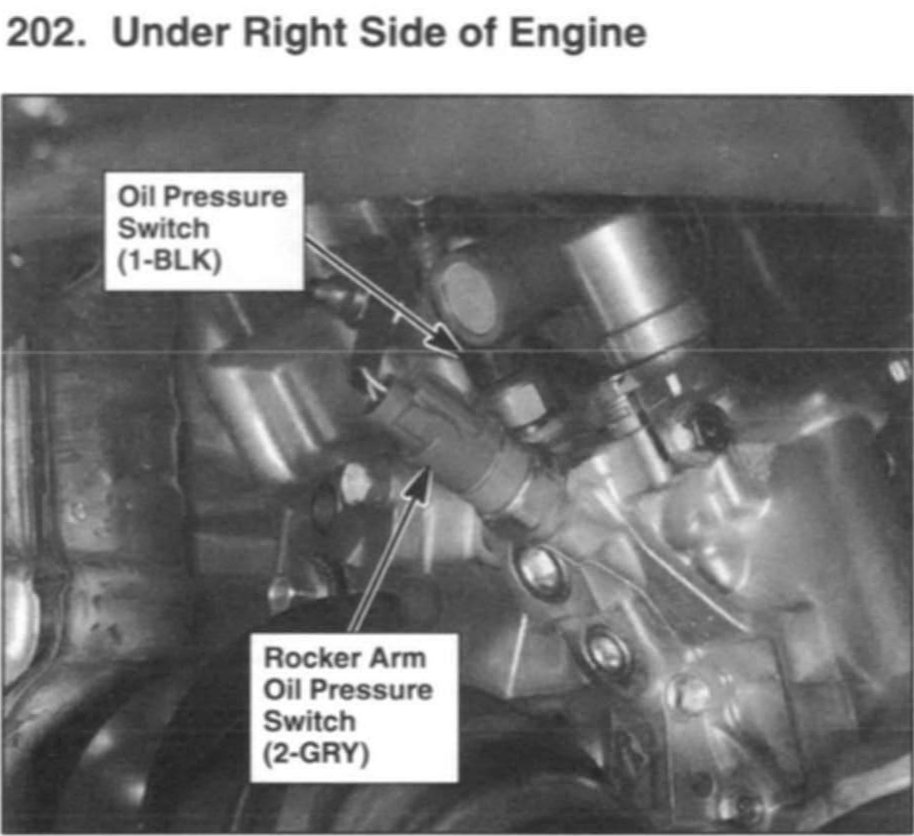 202. Under Right Side of Engine
Oil Pressure
Switch
(1-BLK)
Rocker Arm
Oil Pressure
Switch
(2-GRY)